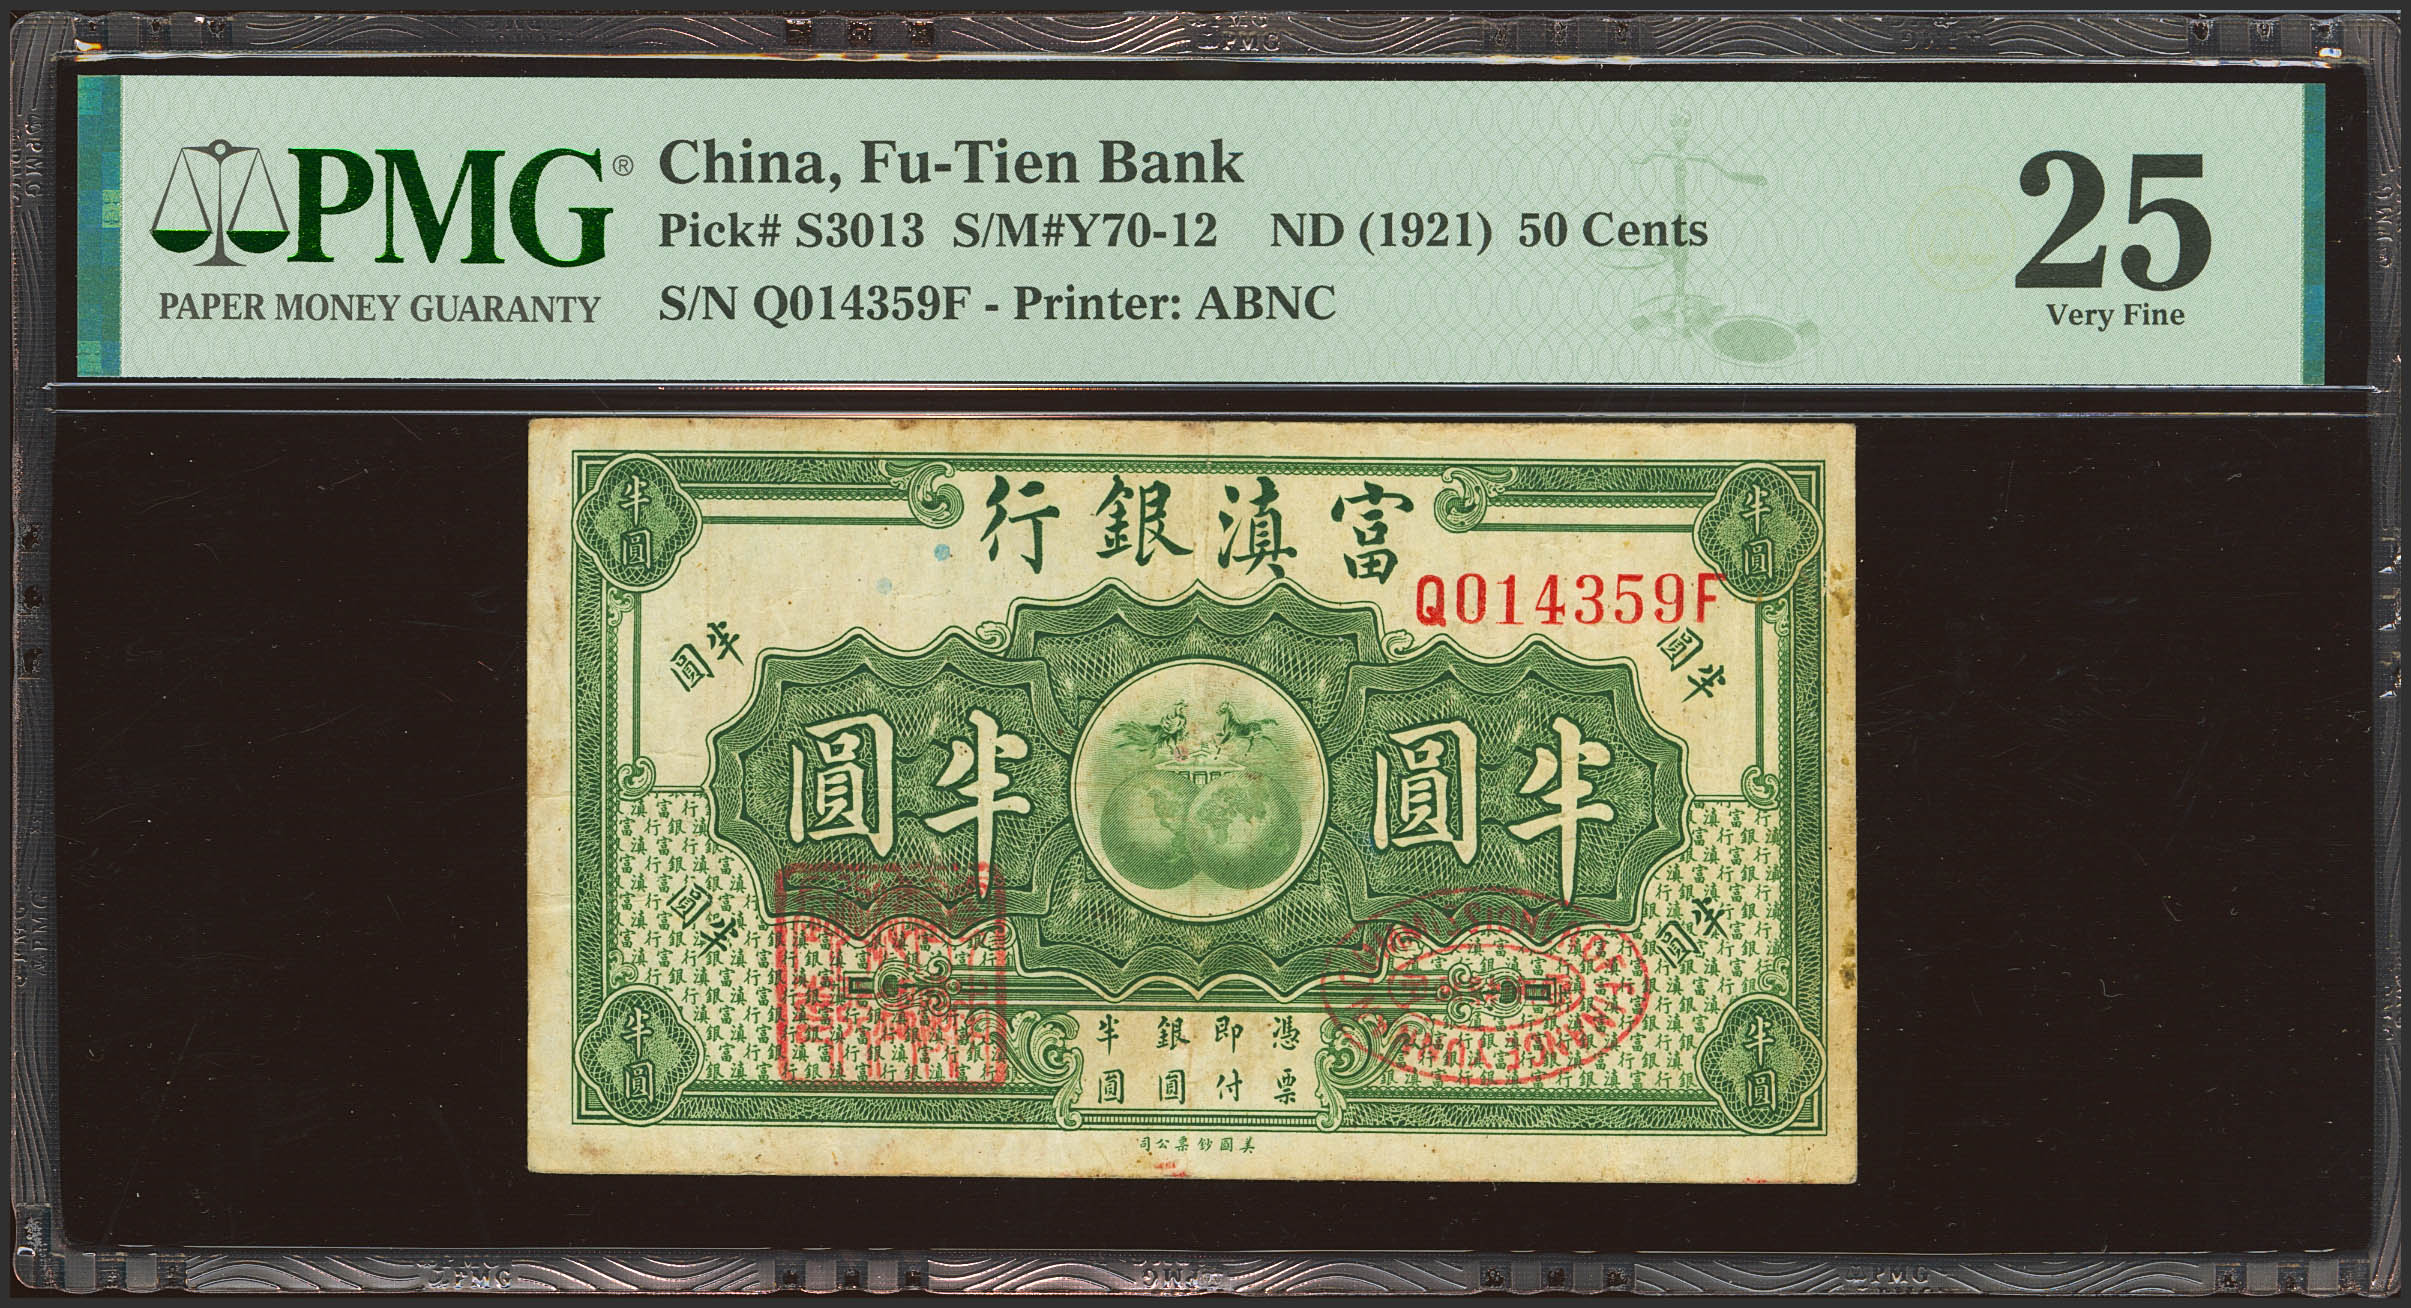 PMG® China, Fu-Tien Bank
Pick# S3013 S/M#Y70-12 ND (1921) 50 Cents
S/N Q014359F - Printer: ABNC
PAPER MONEY GUARANTY
25
Very Fine
行銀滇富
半圓
半圓
Q014359F
圓半
圓半
圓半
圓半
圓半
圓半
憑票
即付
銀圓
半圓
半圓
半圓
司公票鈔國美